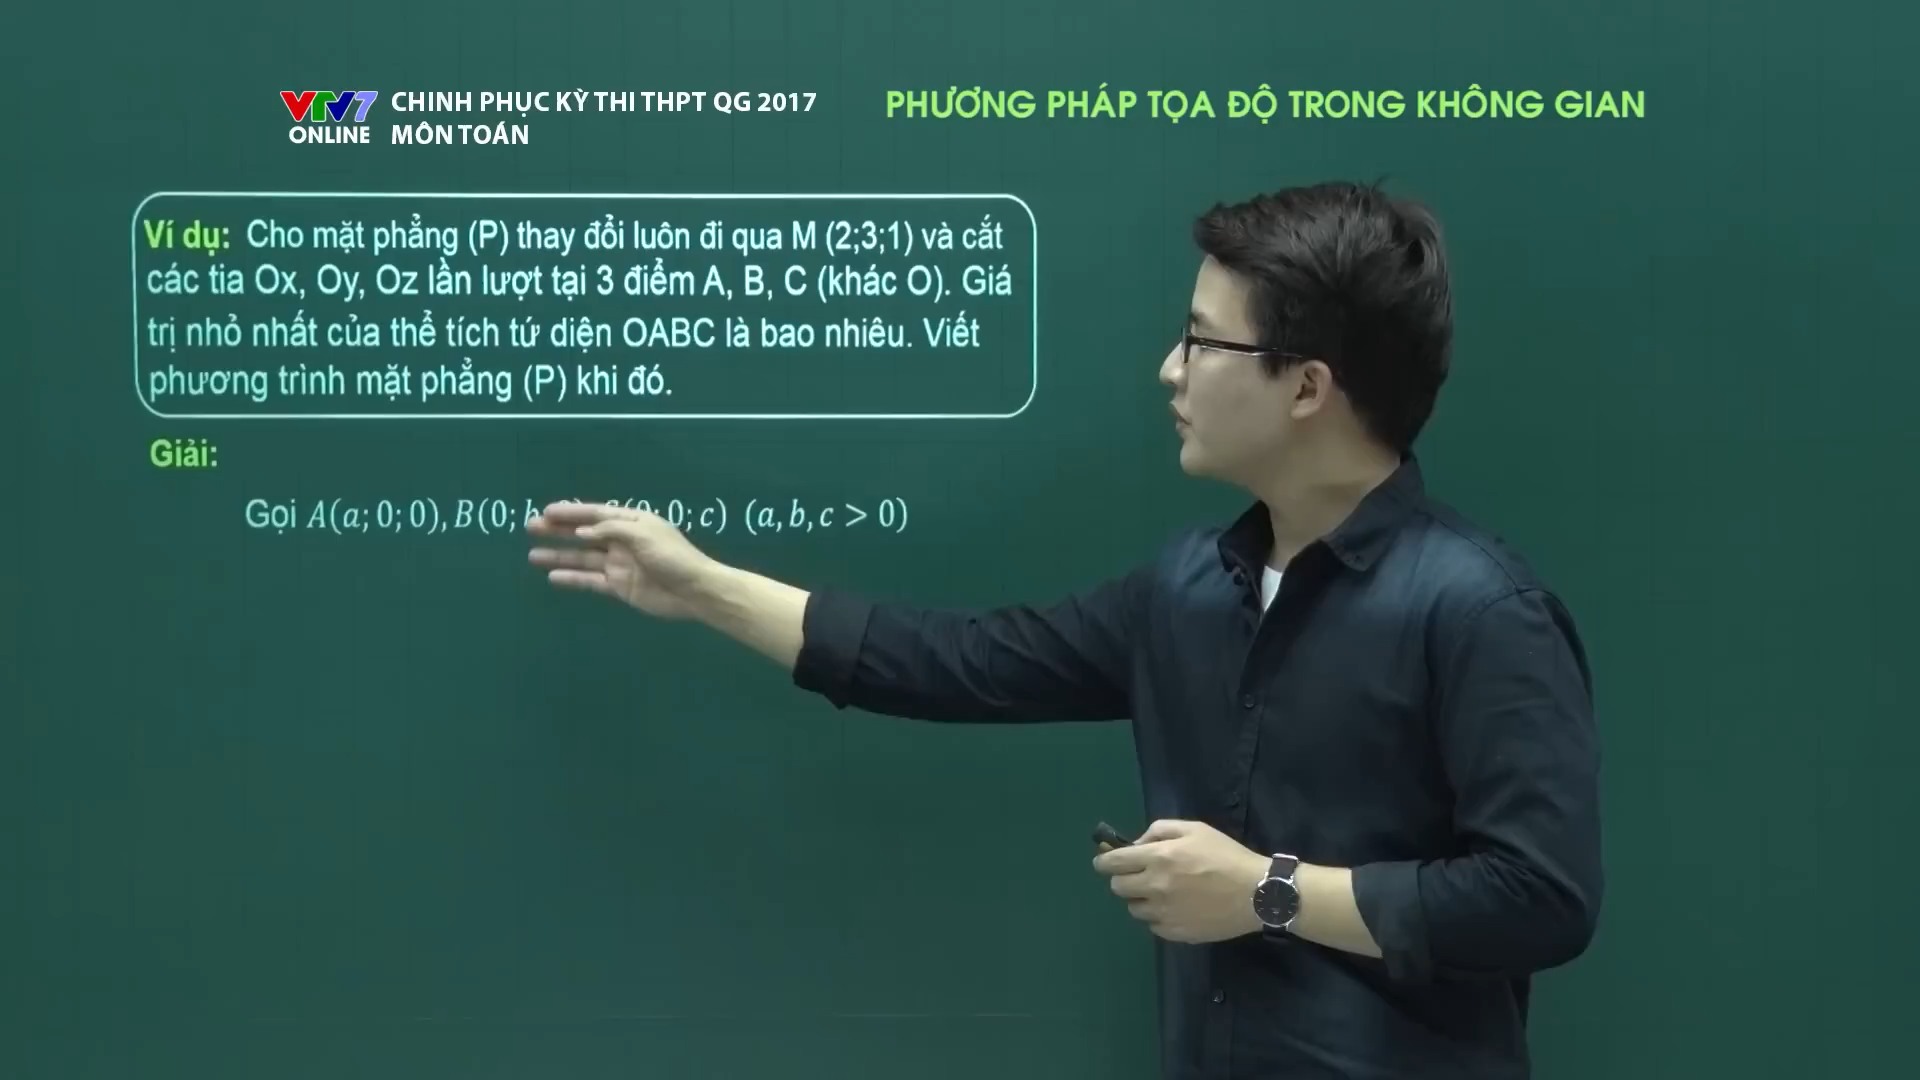 VTV7
ONLINE
CHINH PHỤC KỲ THI THPT QG 2017
MÔN TOÁN
PHƯƠNG PHÁP TỌA ĐỘ TRONG KHÔNG GIAN
Ví dụ: Cho mặt phẳng (P) thay đổi luôn đi qua M (2;3;1) và cắt
các tia Ox, Oy, Oz lần lượt tại 3 điểm A, B, C (khác O). Giá
trị nhỏ nhất của thể tích tứ diện OABC là bao nhiêu. Viết
phương trình mặt phẳng (P) khi đó.
Giải:
Gọi A(a; 0; 0), B(0; 0; c) (a, b, c > 0)